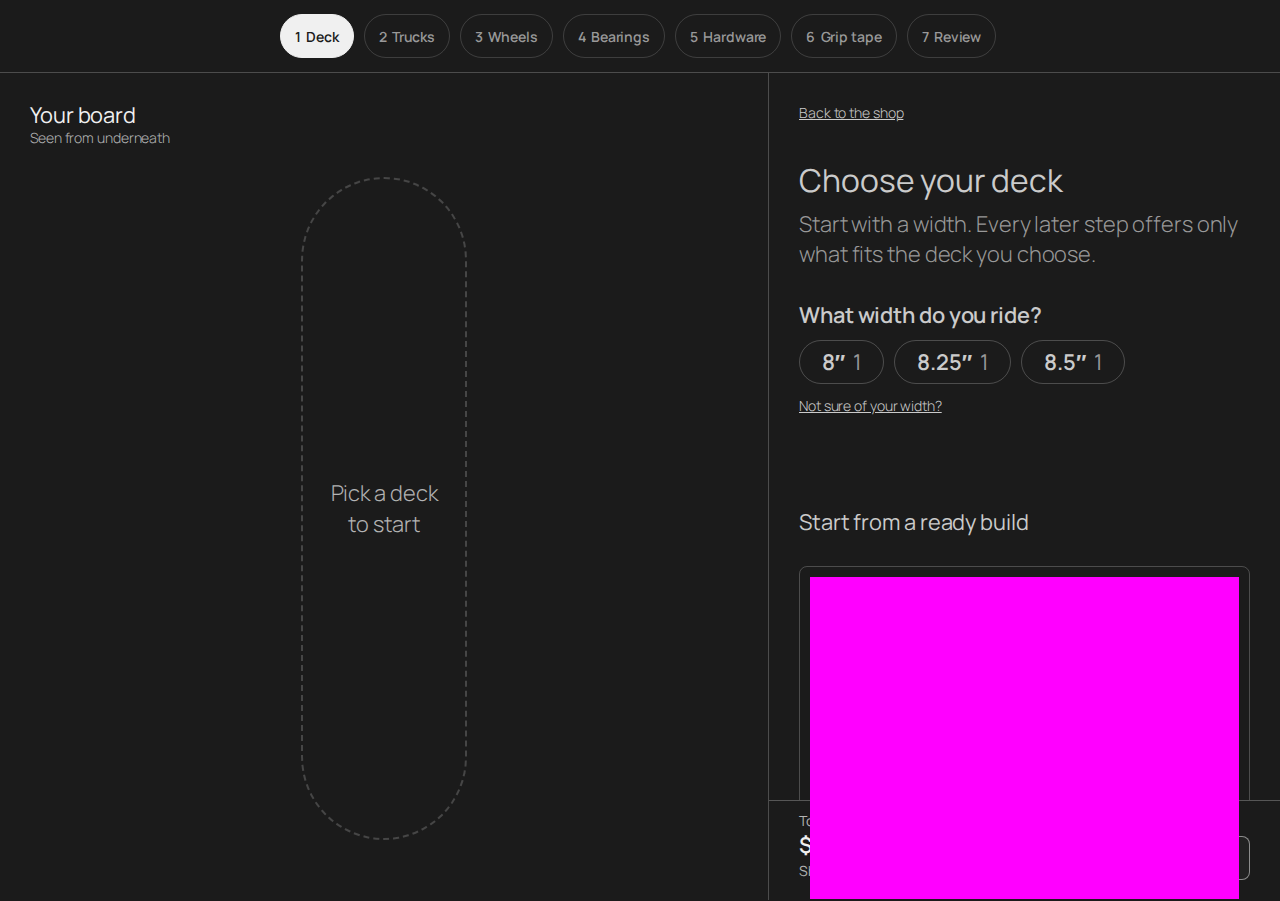 1 Deck
2 Trucks
3 Wheels
4 Bearings
5 Hardware
6 Grip tape
7 Review
Your board
Seen from underneath
Pick a deck
to start
Back to the shop
Choose your deck
Start with a width. Every later step offers only
what fits the deck you choose.
What width do you ride?
8″ 1
8.25″ 1
8.5″ 1
Not sure of your width?
Start from a ready build
$